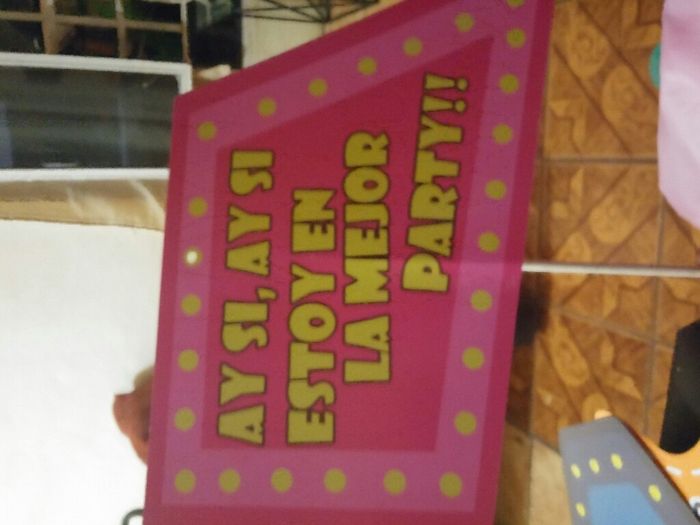 AY SI, AY SI
ESTOY EN
LA MEJOR
PARTY!!